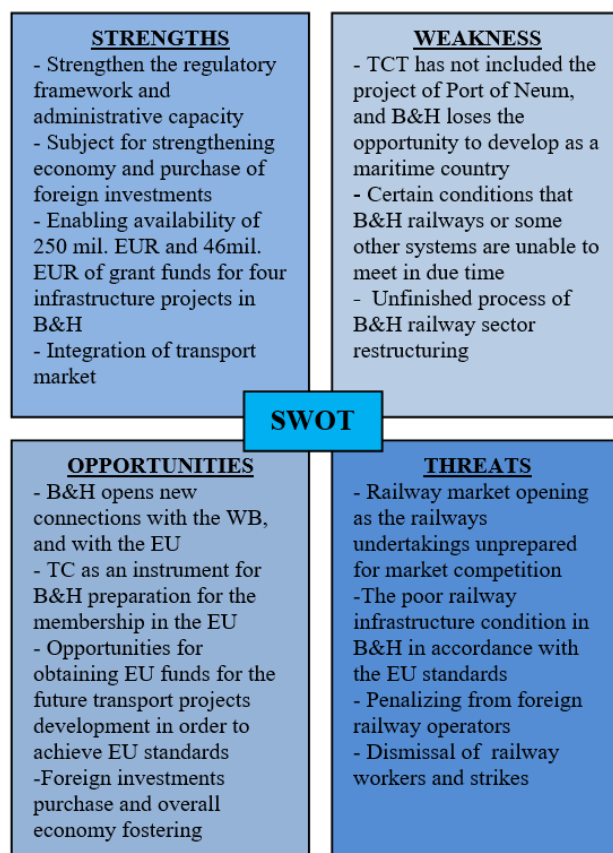 STRENGTHS
- Strengthen the regulatory
framework and
administrative capacity
- Subject for strengthening
economy and purchase of
foreign investments
- Enabling availability of
250 mil. EUR and 46mil.
EUR of grant funds for four
infrastructure projects in
B&H
- Integration of transport
market
WEAKNESS
- TCT has not included the
project of Port of Neum,
and B&H loses the
opportunity to develop as a
maritime country
- Certain conditions that
B&H railways or some
other systems are unable to
meet in due time
- Unfinished process of
B&H railway sector
restructuring
SWOT
OPPORTUNITIES
- B&H opens new
connections with the WB,
and with the EU
- TC as an instrument for
B&H preparation for the
membership in the EU
- Opportunities for
obtaining EU funds for the
future transport projects
development in order to
achieve EU standards
-Foreign investments
purchase and overall
economy fostering
THREATS
- Railway market opening
as the railways
undertakings unprepared
for market competition
-The poor railway
infrastructure condition in
B&H in accordance with
the EU standards
- Penalizing from foreign
railway operators
- Dismissal of railway
workers and strikes